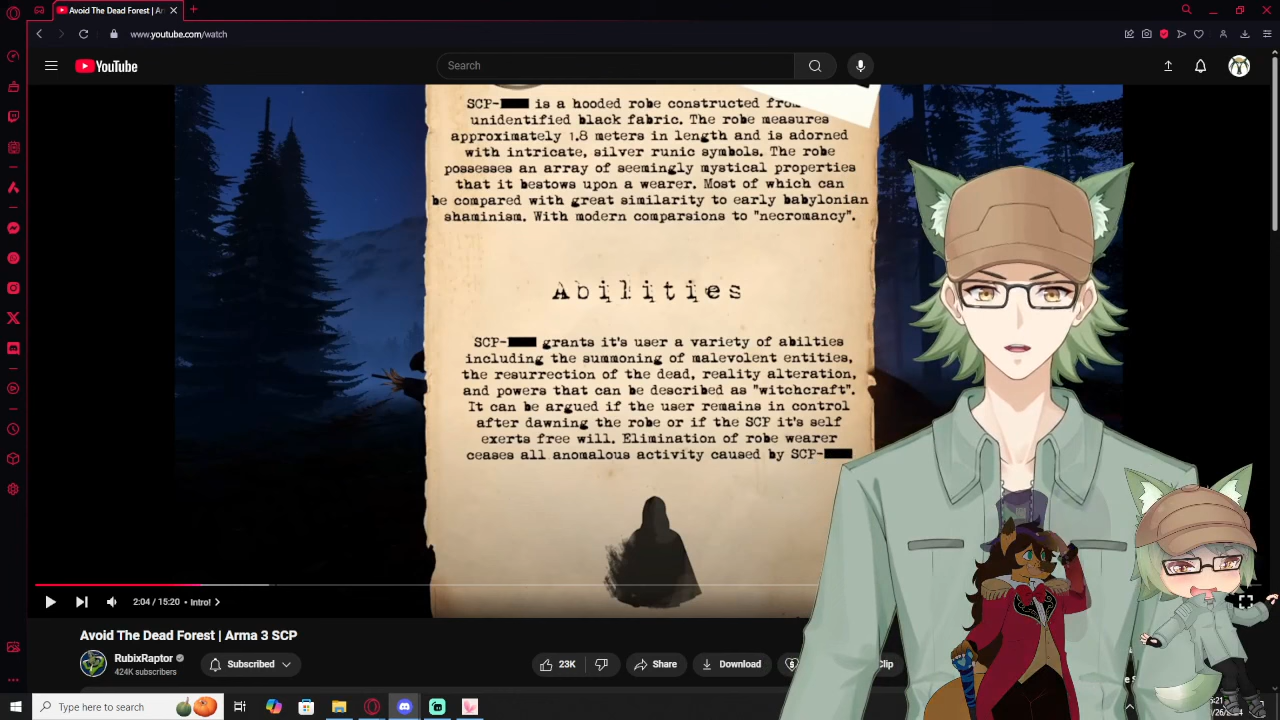 Avoid The Dead Forest | Ar
www.youtube.com/watch
YouTube
Search
SCP- is a hooded robe constructed from
unidentified black fabric. The robe measures
approximately 1.8 meters in length and is adorned
with intricate, silver runic symbols. The robe
possesses an array of seemingly mystical properties
that it bestows upon a wearer. Most of which can
be compared with great similarity to early babylonian
shaminism. With modern comparsions to "necromancy".
Abilities
SCP- grants it's user a variety of abilties
including the summoning of malevolent entities,
the resurrection of the dead, reality alteration,
and powers that can be described as "witchcraft".
It can be argued if the user remains in control
after dawning the robe or if the SCP it's self
exerts free will. Elimination of robe wearer
ceases all anomalous activity caused by SCP-
2:04 / 15:20 • Intro!
Avoid The Dead Forest | Arma 3 SCP
RubixRaptor
424K subscribers
Subscribed
23K
Share
Download
Clip
Type here to search